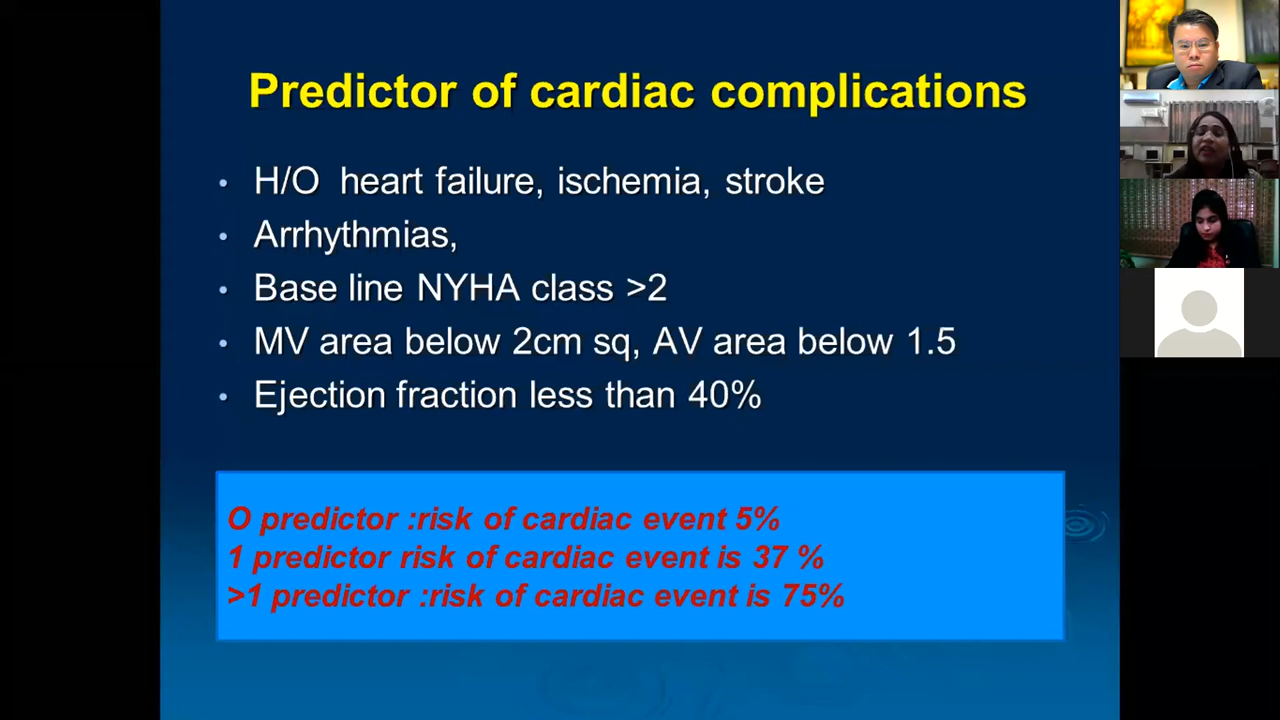 Predictor of cardiac complications
• H/O heart failure, ischemia, stroke
• Arrhythmias,
• Base line NYHA class >2
• MV area below 2cm sq, AV area below 1.5
• Ejection fraction less than 40%
O predictor :risk of cardiac event 5%
1 predictor risk of cardiac event is 37 %
>1 predictor :risk of cardiac event is 75%